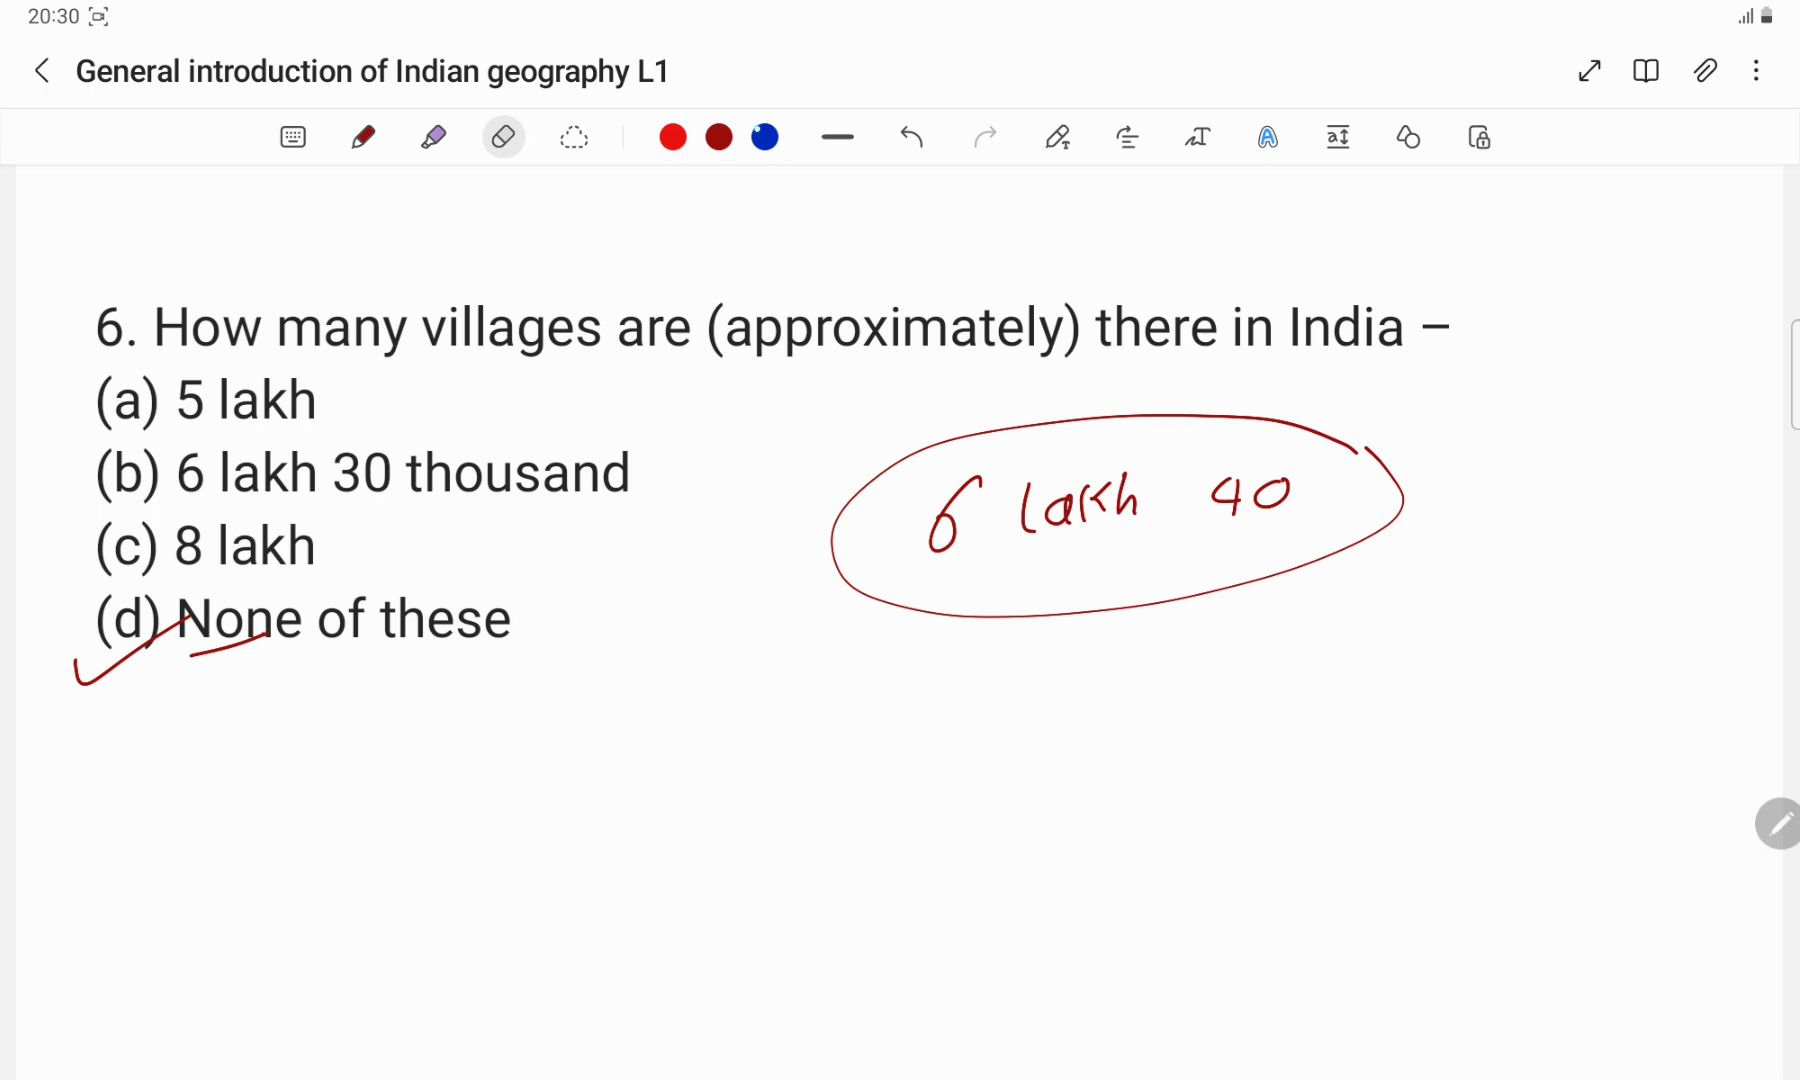 20:30
General introduction of Indian geography L1
6. How many villages are (approximately) there in India –
(a) 5 lakh
(b) 6 lakh 30 thousand
(c) 8 lakh
(d) None of these
6 lakh 40